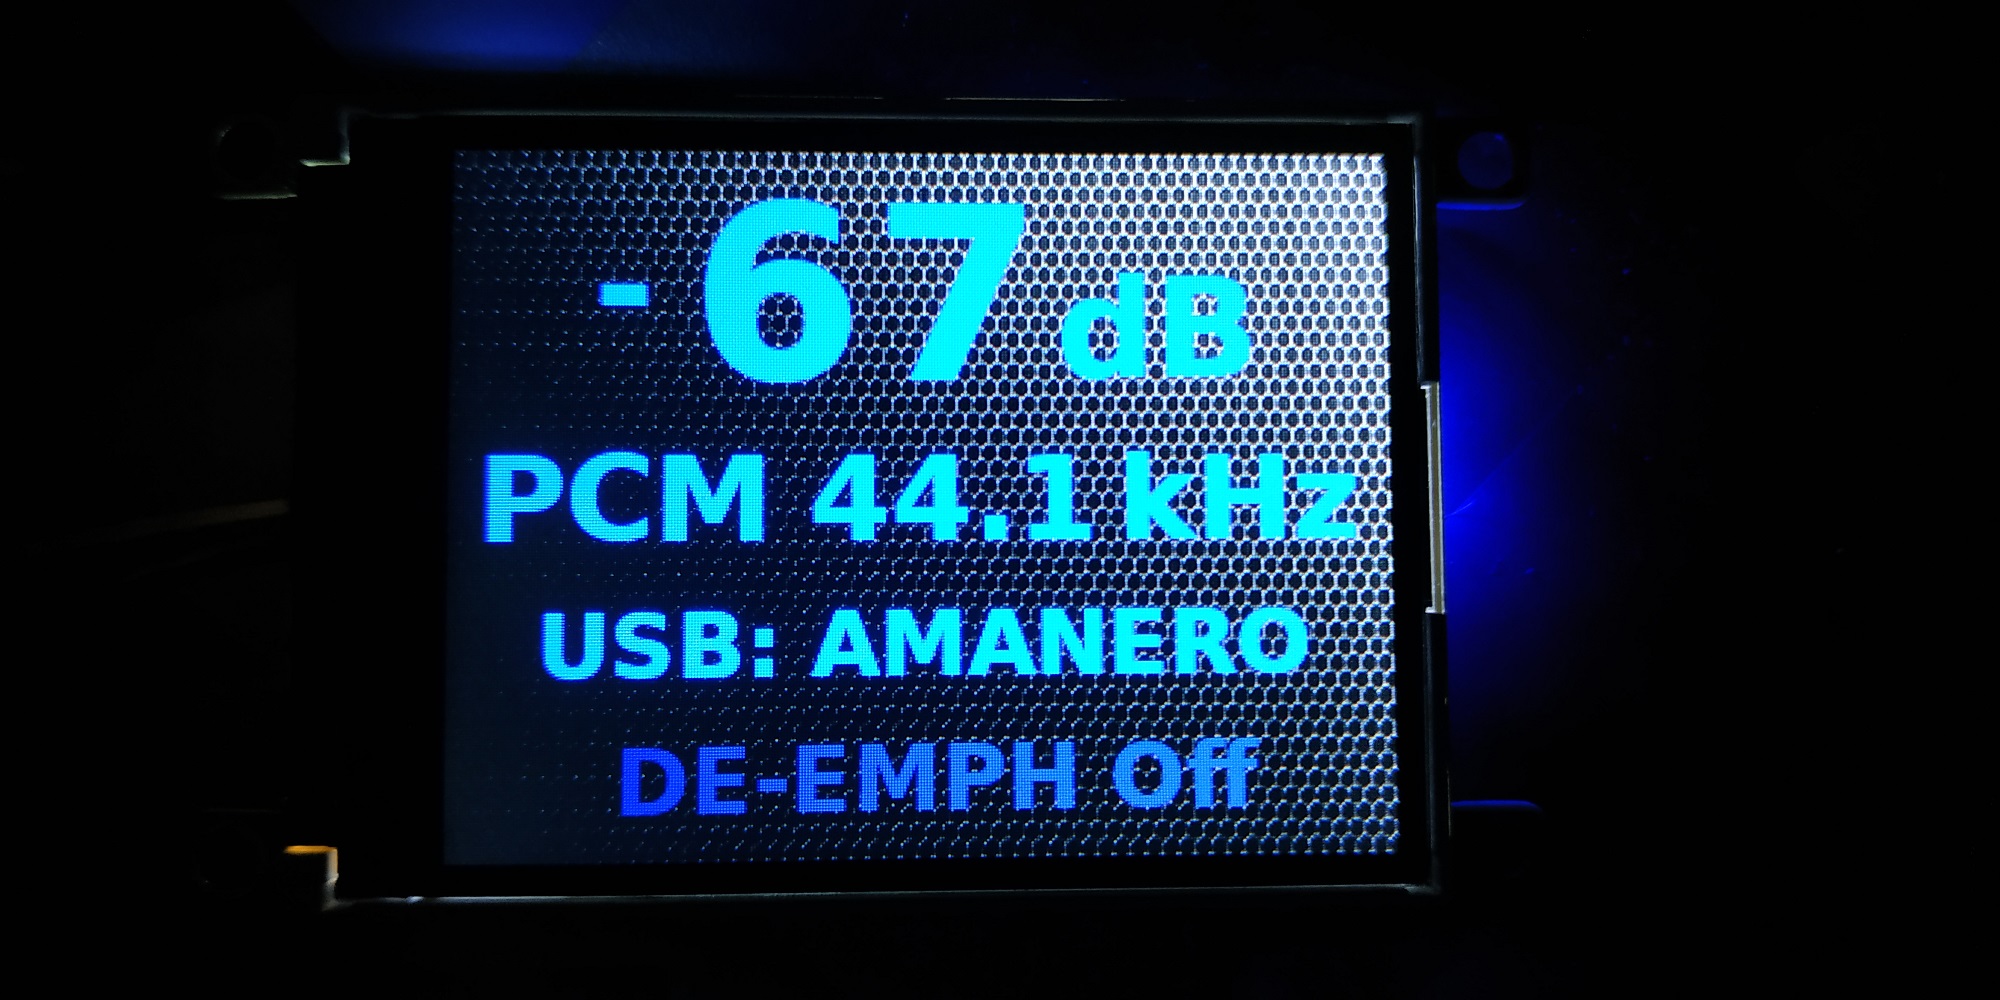 -67 dB
PCM 44.1 kHz
USB: AMANERO
DE-EMPH Off